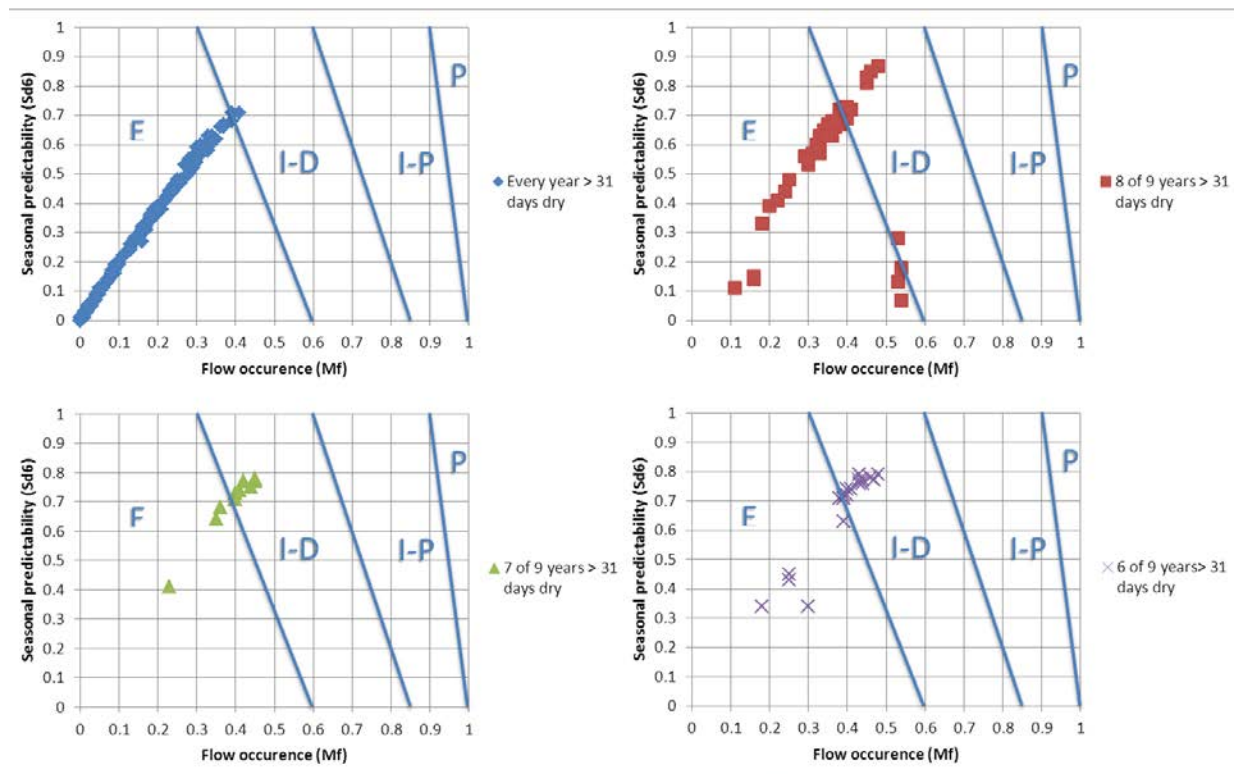 1
0.9
0.8
0.7
0.6
0.5
0.4
0.3
0.2
0.1
0
Seasonal predictability (Sd6)
F
I-D
I-P
P
0 0.1 0.2 0.3 0.4 0.5 0.6 0.7 0.8 0.9 1
Flow occurence (Mf)
Every year > 31
days dry
1
0.9
0.8
0.7
0.6
0.5
0.4
0.3
0.2
0.1
0
Seasonal predictability (Sd6)
F
I-D
I-P
P
0 0.1 0.2 0.3 0.4 0.5 0.6 0.7 0.8 0.9 1
Flow occurence (Mf)
8 of 9 years > 31
days dry
1
0.9
0.8
0.7
0.6
0.5
0.4
0.3
0.2
0.1
0
Seasonal predictability (Sd6)
F
I-D
I-P
P
0 0.1 0.2 0.3 0.4 0.5 0.6 0.7 0.8 0.9 1
Flow occurence (Mf)
7 of 9 years > 31
days dry
1
0.9
0.8
0.7
0.6
0.5
0.4
0.3
0.2
0.1
0
Seasonal predictability (Sd6)
F
I-D
I-P
P
0 0.1 0.2 0.3 0.4 0.5 0.6 0.7 0.8 0.9 1
Flow occurence (Mf)
6 of 9 years> 31
days dry